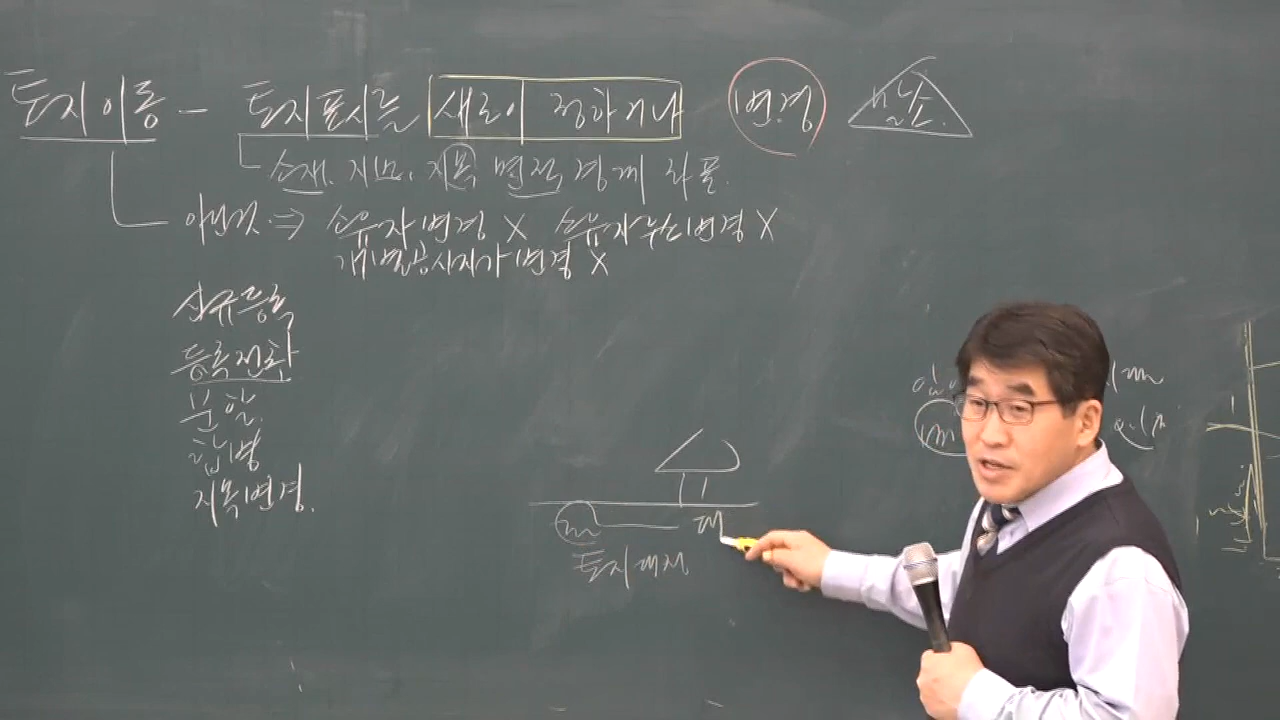 토지이동 - 토지표시를 새로이 정하거나 변경 말소.
소재. 지번. 지목 면적 경계 좌표.
아닌것 ⇒ 소유자변경 X 소유자주소변경 X
개별공시지가변경 X
신규등록
등록전환
분할.
합병
지목변경.
대
토지대장